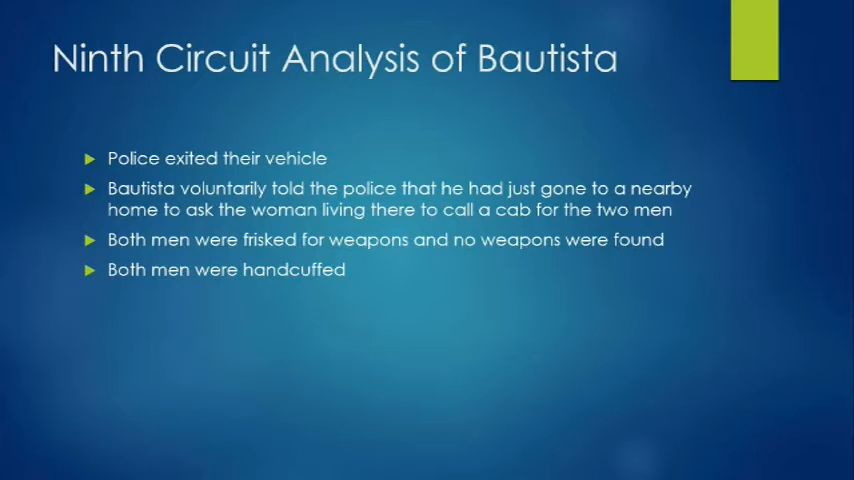 Ninth Circuit Analysis of Bautista
Police exited their vehicle
Bautista voluntarily told the police that he had just gone to a nearby
home to ask the woman living there to call a cab for the two men
Both men were frisked for weapons and no weapons were found
Both men were handcuffed